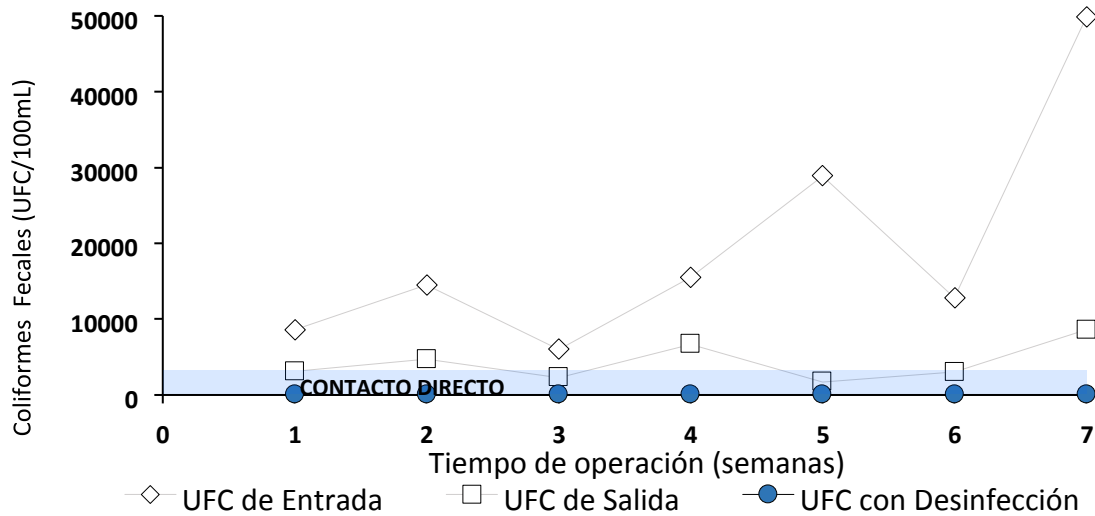 Coliformes Fecales (UFC/100mL)
50000
40000
30000
20000
10000
0
CONTACTO DIRECTO
0 1 2 3 4 5 6 7
Tiempo de operación (semanas)
UFC de Entrada UFC de Salida UFC con Desinfección